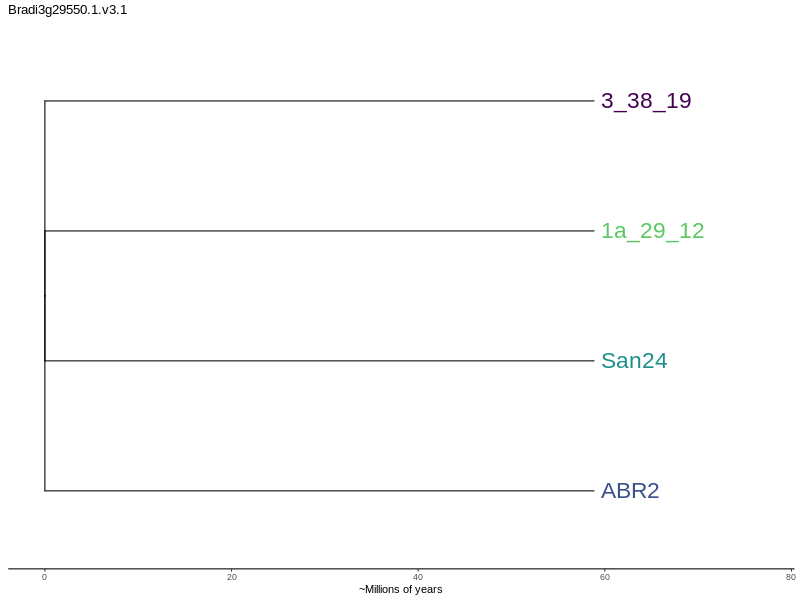 Bradi3g29550.1.v3.1
3_38_19
1a_29_12
San24
ABR2
0 20 40 60 80
~Millions of years